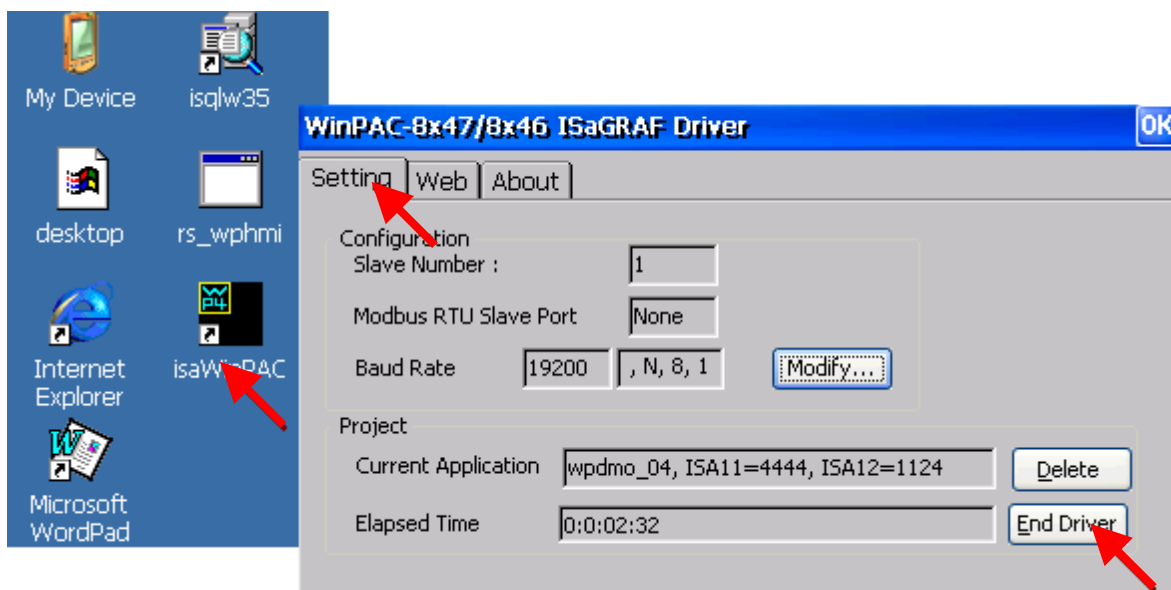 My Device
isqlw35
desktop
rs_wphmi
Internet
Explorer
isaWinPAC
Microsoft
WordPad
WinPAC-8x47/8x46 ISaGRAF Driver
OK
Setting
Web
About
Configuration
Slave Number :
1
Modbus RTU Slave Port
None
Baud Rate
19200
, N, 8, 1
Modify...
Project
Current Application
wpdmo_04, ISA11=4444, ISA12=1124
Delete
Elapsed Time
0:0:02:32
End Driver